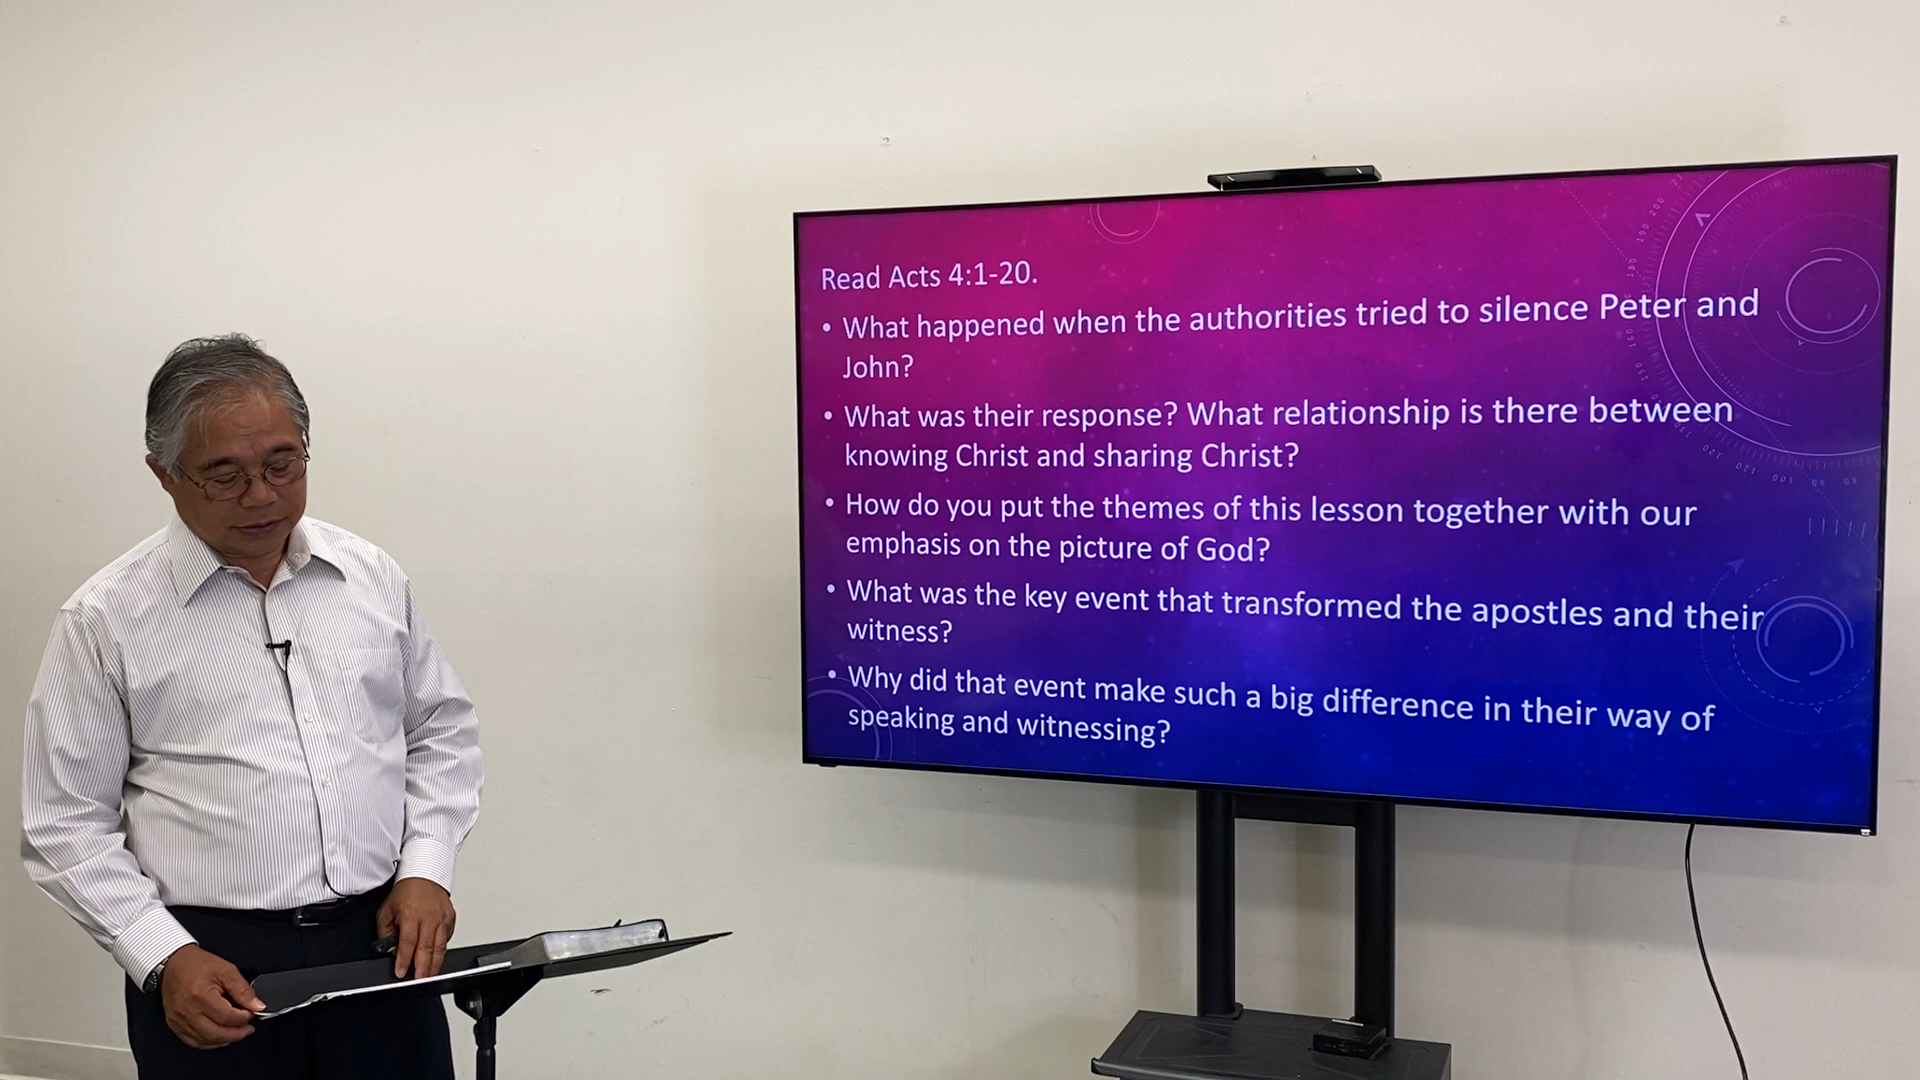 Read Acts 4:1-20.
• What happened when the authorities tried to silence Peter and
John?
• What was their response? What relationship is there between
knowing Christ and sharing Christ?
• How do you put the themes of this lesson together with our
emphasis on the picture of God?
• What was the key event that transformed the apostles and their
witness?
• Why did that event make such a big difference in their way of
speaking and witnessing?